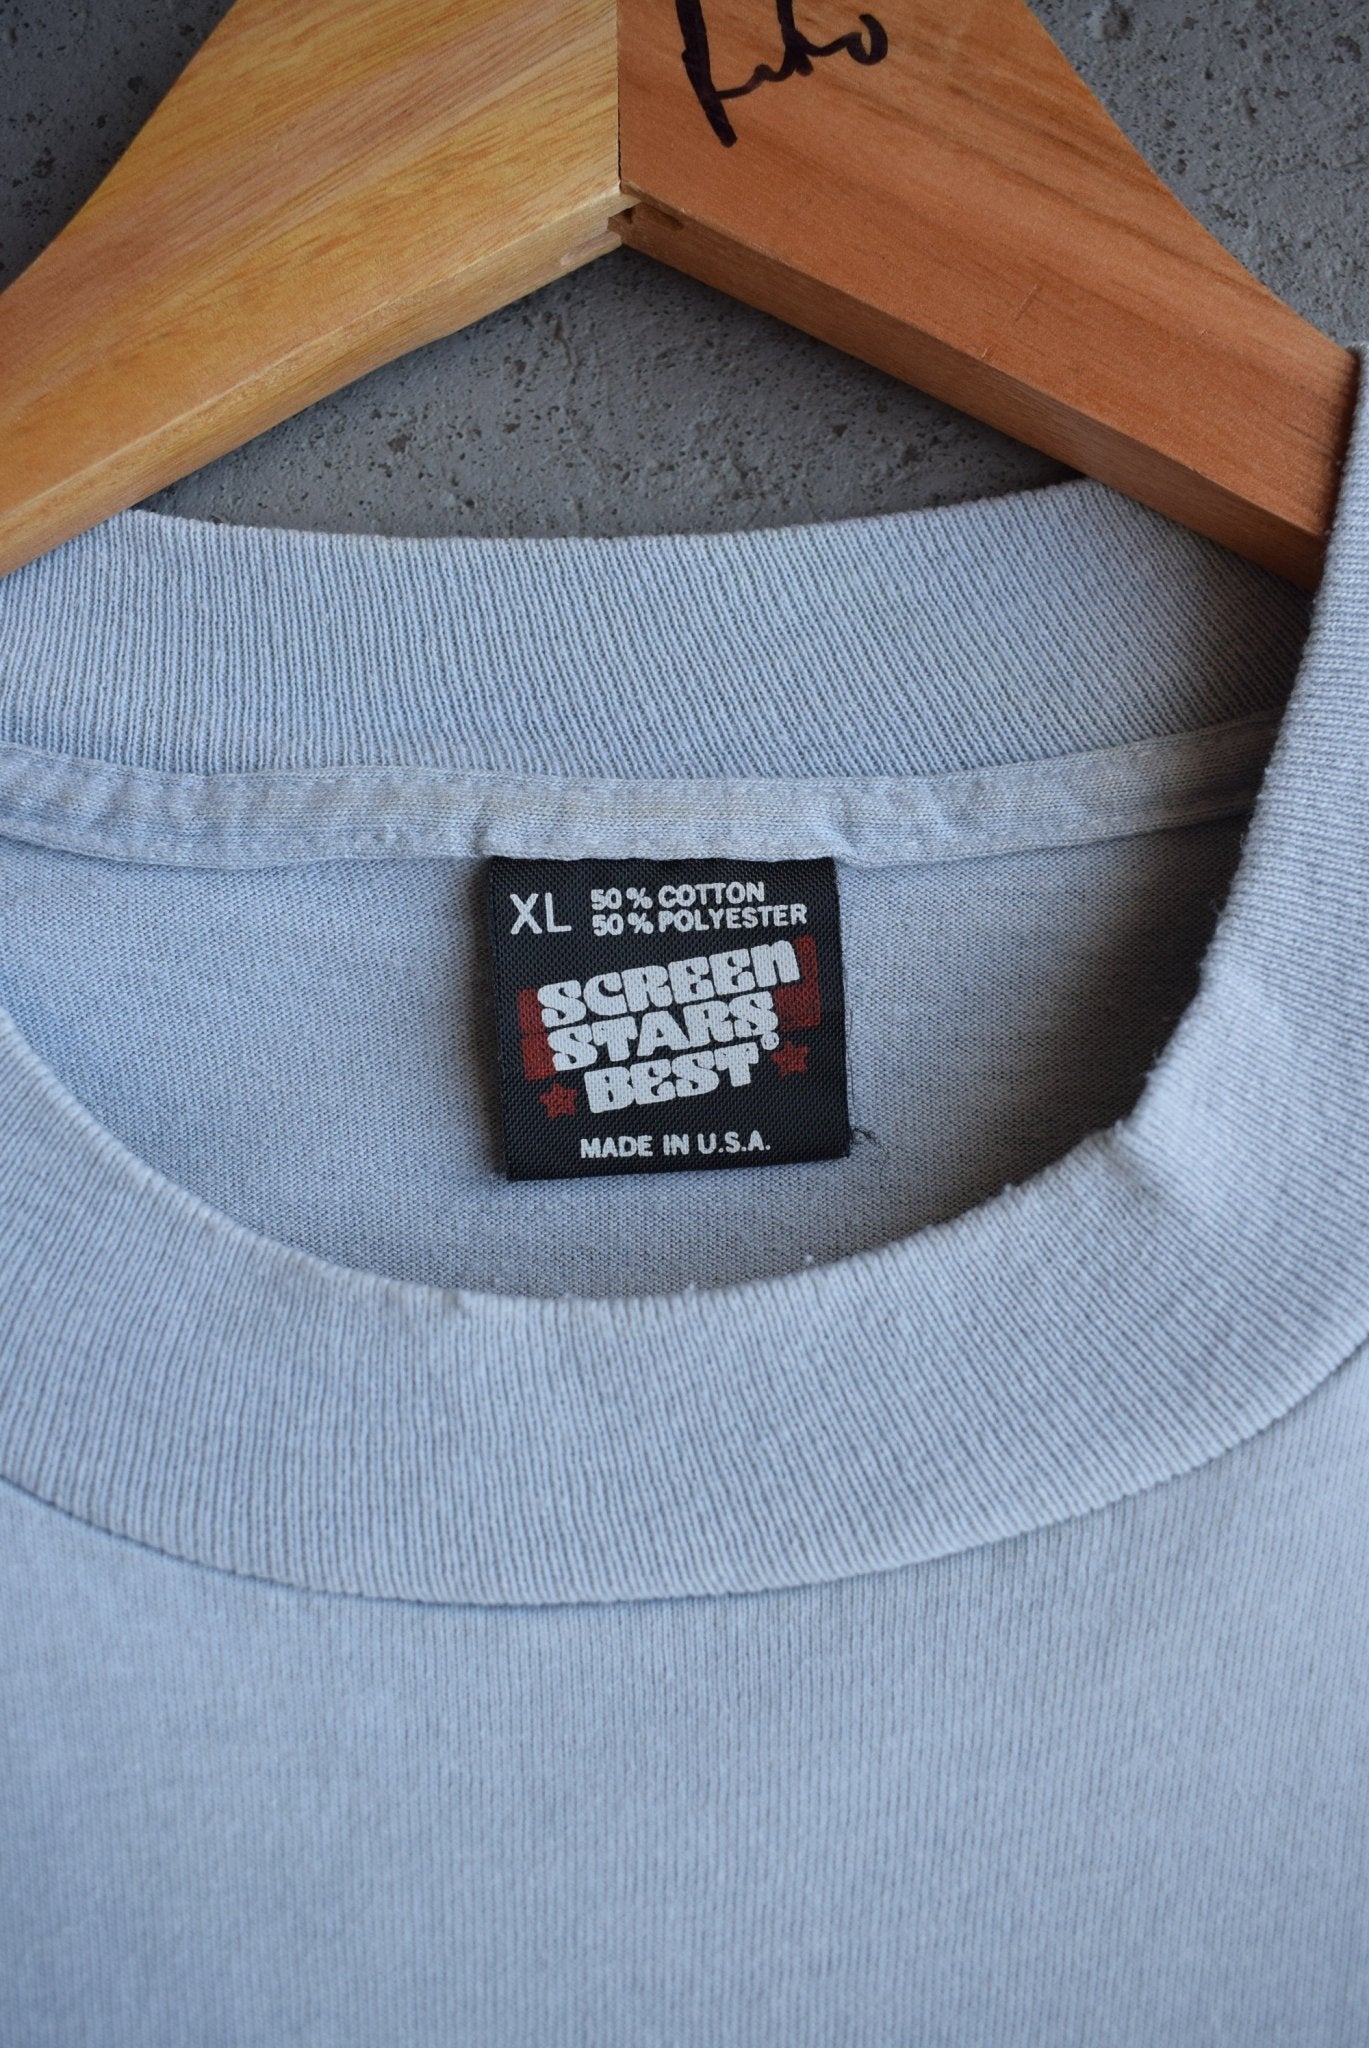 XL 50% COTTON
50% POLYESTER
SCREEN
STARS
BEST®
MADE IN U.S.A.